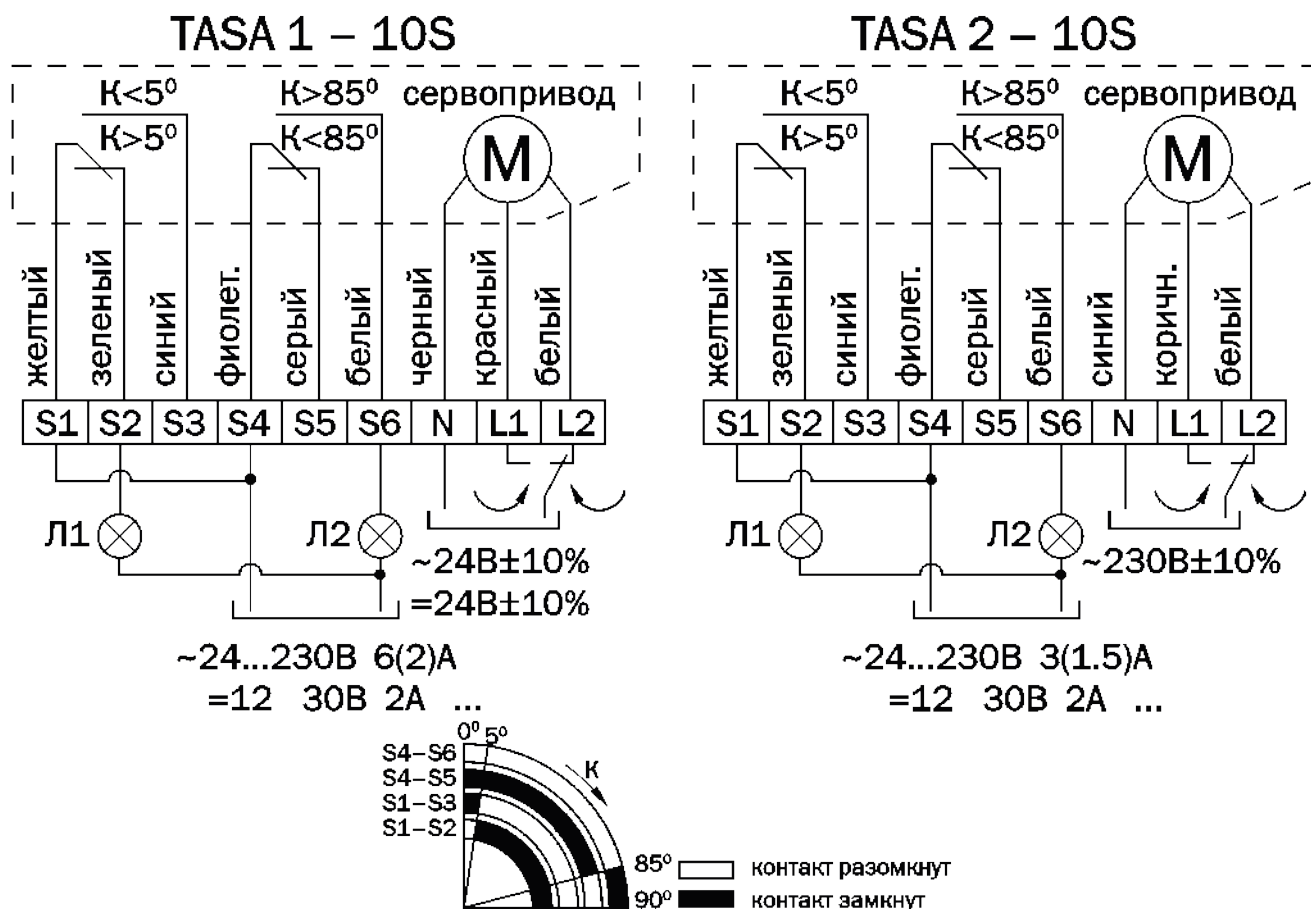 TASA 1 – 10S
K<5⁰
K>85⁰
сервопривод
K>5⁰
K<85⁰
M
желтый
зеленый
синий
фиолет.
серый
белый
черный
красный
белый
S1 S2 S3 S4 S5 S6 N L1 L2
Л1
Л2
~24В±10%
=24В±10%
~24...230В 6(2)А
=12 30В 2А ...
TASA 2 – 10S
K<5⁰
K>85⁰
сервопривод
K>5⁰
K<85⁰
M
желтый
зеленый
синий
фиолет.
серый
белый
синий
коричн.
белый
S1 S2 S3 S4 S5 S6 N L1 L2
Л1
Л2
~230В±10%
~24...230В 3(1.5)А
=12 30В 2А ...
0⁰ 5⁰
S4–S6
S4–S5
S1–S3
S1–S2
K
85⁰
90⁰
контакт разомкнут
контакт замкнут